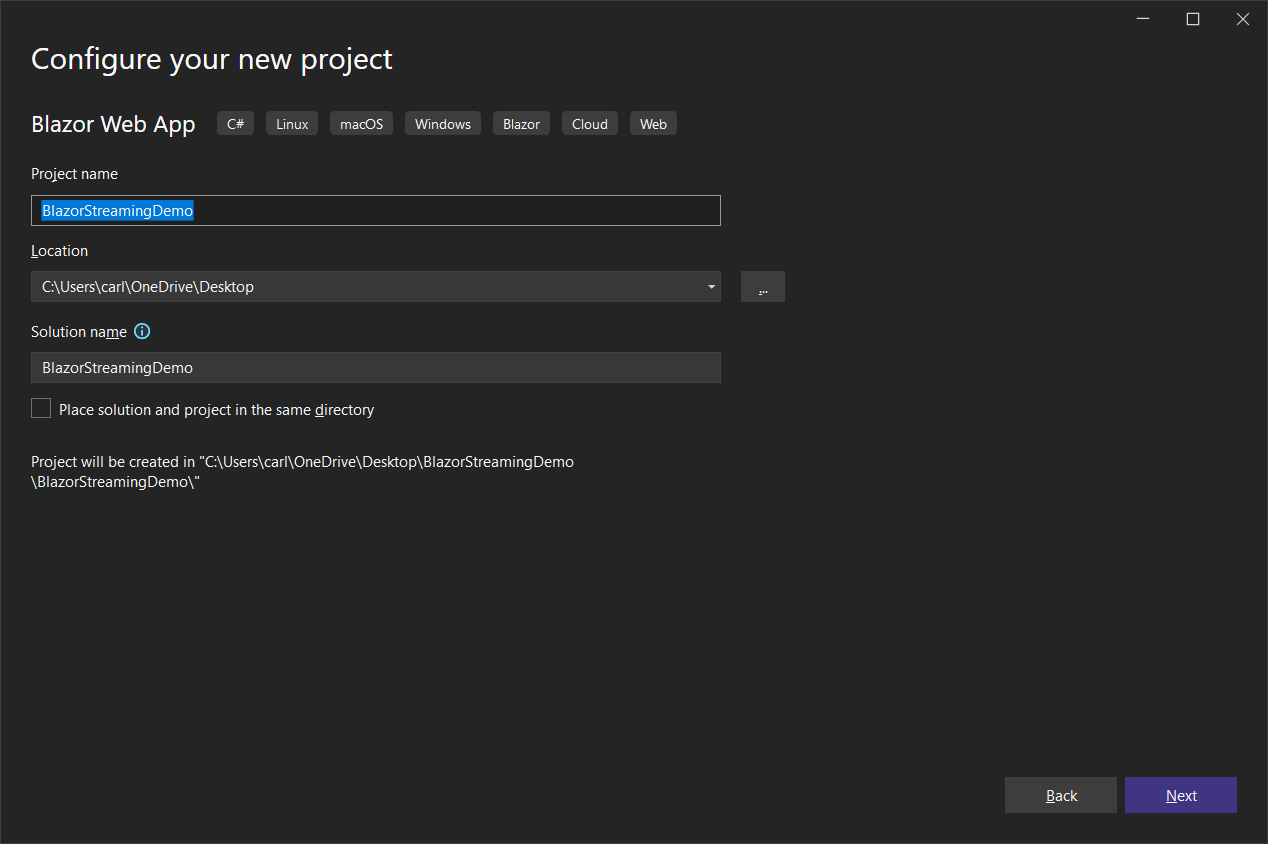 Configure your new project
Blazor Web App C# Linux macOS Windows Blazor Cloud Web
Project name
BlazorStreamingDemo
Location
C:\Users\carl\OneDrive\Desktop
...
Solution name
BlazorStreamingDemo
Place solution and project in the same directory
Project will be created in "C:\Users\carl\OneDrive\Desktop\BlazorStreamingDemo
\BlazorStreamingDemo\"
Back Next